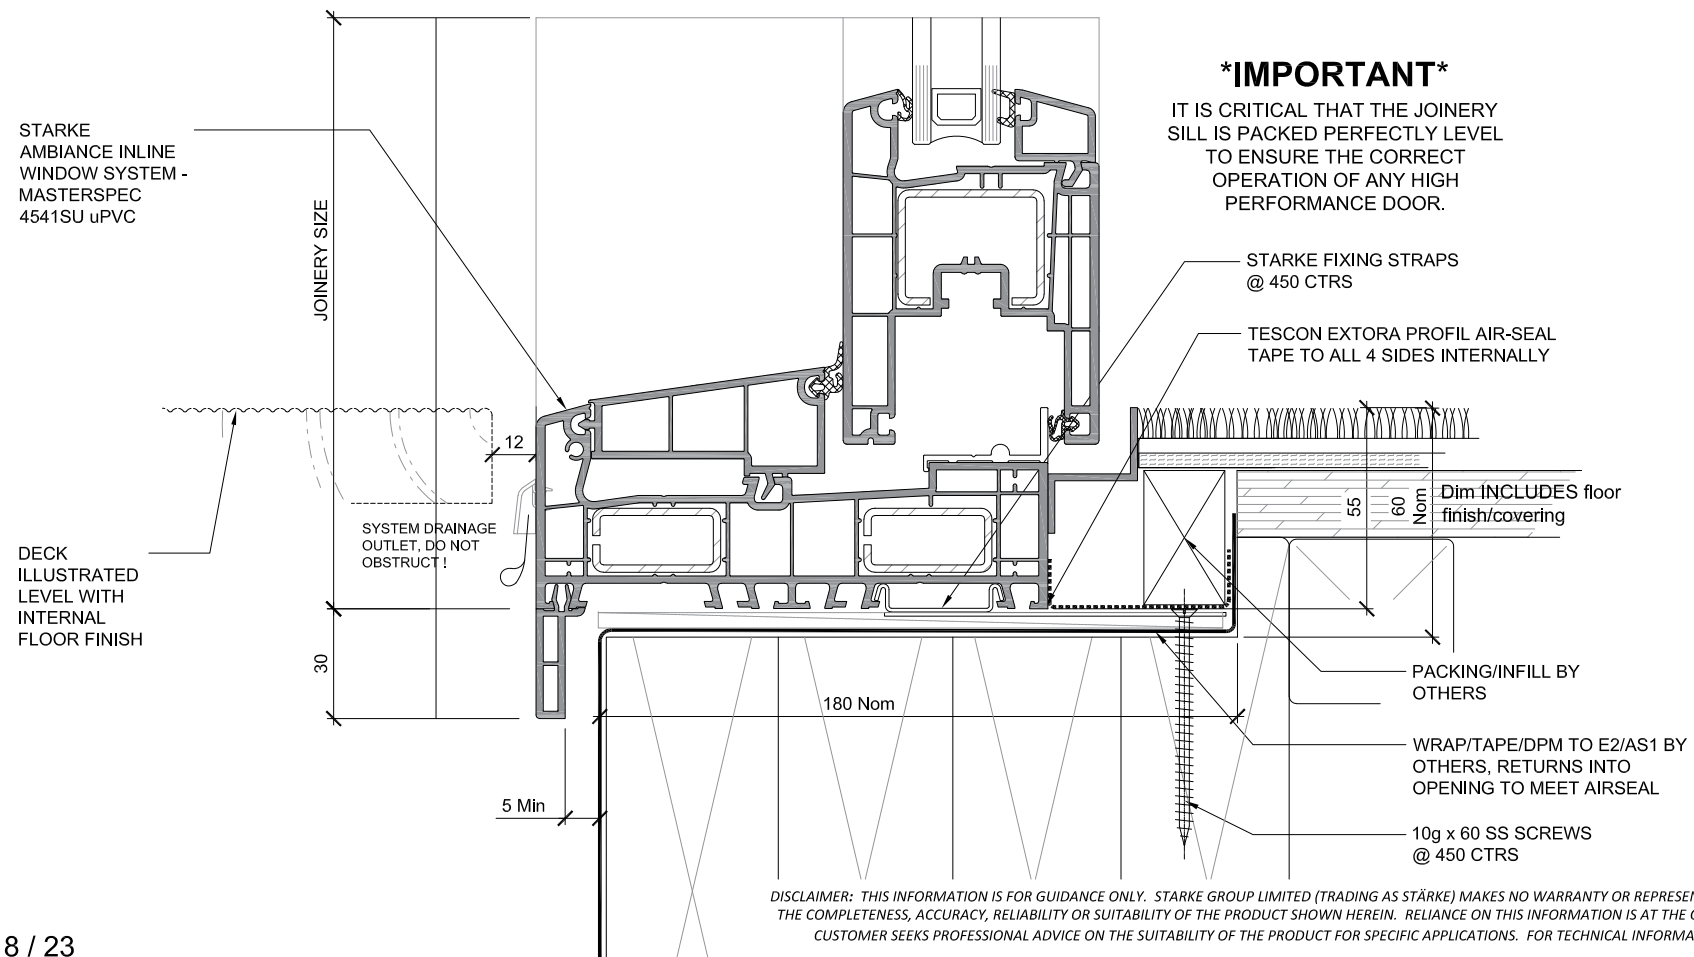 *IMPORTANT*
IT IS CRITICAL THAT THE JOINERY
SILL IS PACKED PERFECTLY LEVEL
TO ENSURE THE CORRECT
OPERATION OF ANY HIGH
PERFORMANCE DOOR.
STARKE
AMBIANCE INLINE
WINDOW SYSTEM -
MASTERSPEC
4541SU uPVC
JOINERY SIZE
STARKE FIXING STRAPS
@ 450 CTRS
TESCON EXTORA PROFIL AIR-SEAL
TAPE TO ALL 4 SIDES INTERNALLY
12
SYSTEM DRAINAGE
OUTLET, DO NOT
OBSTRUCT !
55
60
Nom
Dim INCLUDES floor
finish/covering
DECK
ILLUSTRATED
LEVEL WITH
INTERNAL
FLOOR FINISH
30
180 Nom
5 Min
PACKING/INFILL BY
OTHERS
WRAP/TAPE/DPM TO E2/AS1 BY
OTHERS, RETURNS INTO
OPENING TO MEET AIRSEAL
10g x 60 SS SCREWS
@ 450 CTRS
DISCLAIMER: THIS INFORMATION IS FOR GUIDANCE ONLY. STARKE GROUP LIMITED (TRADING AS STÄRKE) MAKES NO WARRANTY OR REPRESEN
THE COMPLETENESS, ACCURACY, RELIABILITY OR SUITABILITY OF THE PRODUCT SHOWN HEREIN. RELIANCE ON THIS INFORMATION IS AT THE
CUSTOMER SEEKS PROFESSIONAL ADVICE ON THE SUITABILITY OF THE PRODUCT FOR SPECIFIC APPLICATIONS. FOR TECHNICAL INFORMA
8 / 23